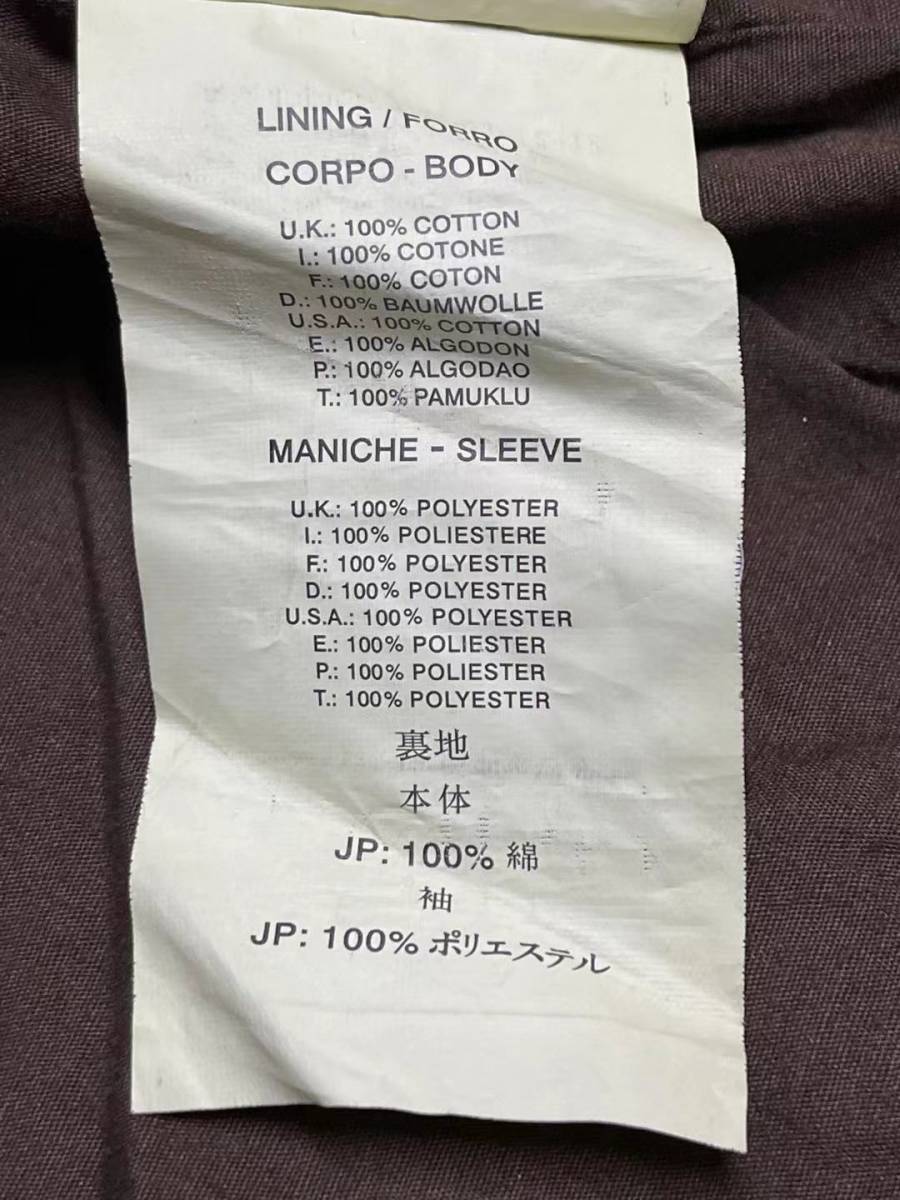 LINING / FORRO
CORPO - BODY
U.K.: 100% COTTON
I.: 100% COTONE
F.: 100% COTON
D.: 100% BAUMWOLLE
U.S.A.: 100% COTTON
E.: 100% ALGODON
P.: 100% ALGODAO
T.: 100% PAMUKLU
MANICHE - SLEEVE
U.K.: 100% POLYESTER
I.: 100% POLIESTERE
F.: 100% POLYESTER
D.: 100% POLYESTER
U.S.A.: 100% POLYESTER
E.: 100% POLIESTER
P.: 100% POLIESTER
T.: 100% POLYESTER
裏地
本体
JP: 100% 綿
袖
JP: 100% ポリエステル